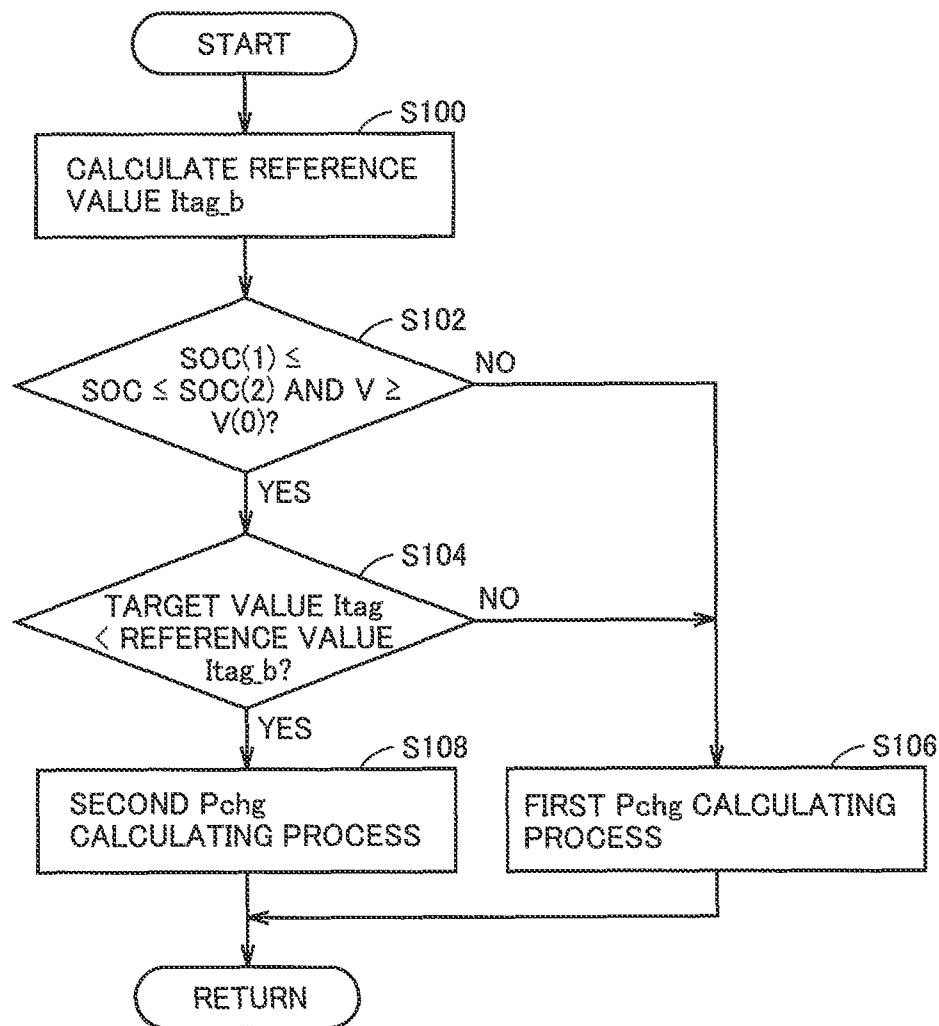 START
S100
CALCULATE REFERENCE
VALUE Itag_b
S102
SOC(1) ≤
SOC ≤ SOC(2) AND V ≥
V(0)?
NO
YES
S104
TARGET VALUE Itag
< REFERENCE VALUE
Itag_b?
NO
YES
S108
SECOND Pchg
CALCULATING PROCESS
S106
FIRST Pchg CALCULATING
PROCESS
RETURN